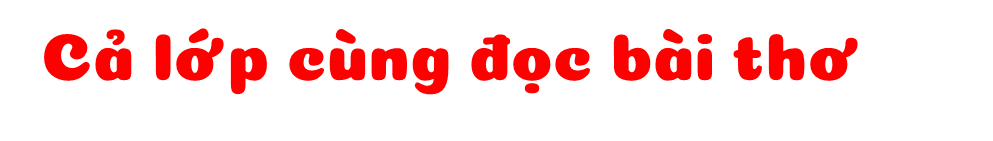 Cả lớp cùng đọc bài thơ